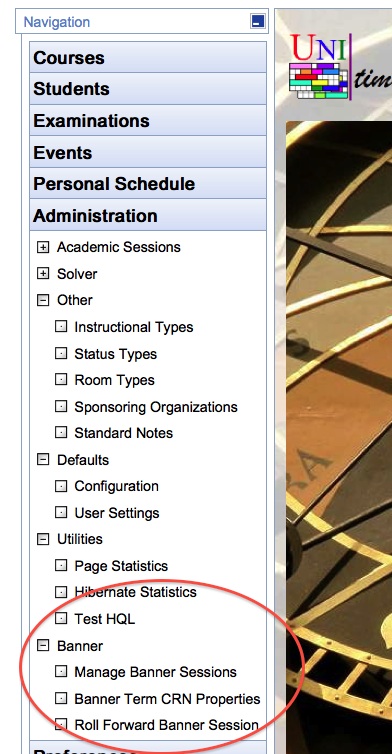 Navigation
UNI
Courses
Students
tim
Examinations
Events
Personal Schedule
Administration
Academic Sessions
Solver
Other
Instructional Types
Status Types
Room Types
Sponsoring Organizations
Standard Notes
RA
Defaults
Configuration
User Settings
Utilities
Page Statistics
Hibernate Statistics
Test HQL
Banner
Manage Banner Sessions
Banner Term CRN Properties
Roll Forward Banner Session